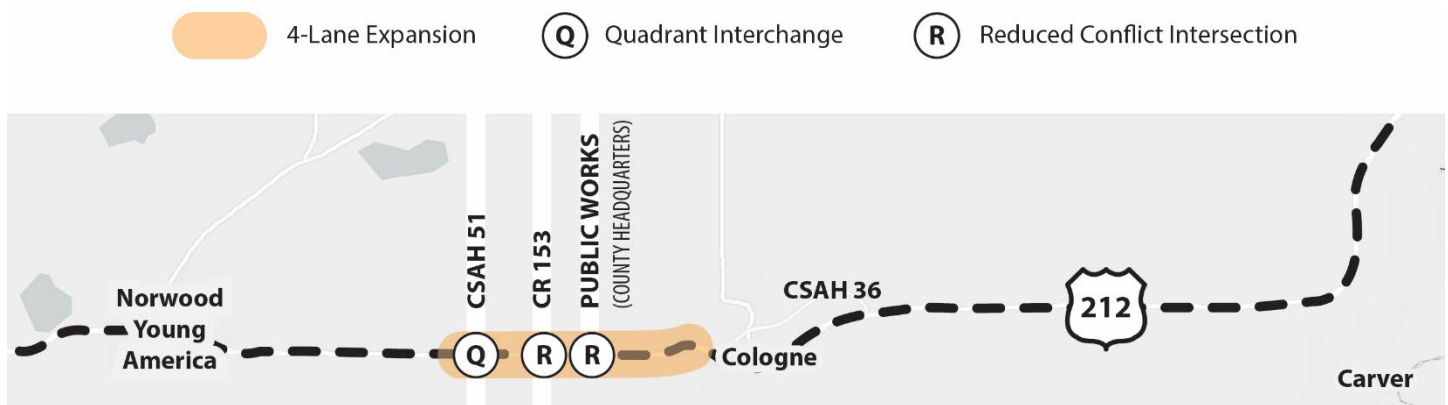 4-Lane Expansion
Q
Quadrant Interchange
R
Reduced Conflict Intersection
CSAH 51
CR 153
PUBLIC WORKS
(COUNTY HEADQUARTERS)
Norwood
Young
America
Q
R
R
Cologne
CSAH 36
212
Carver